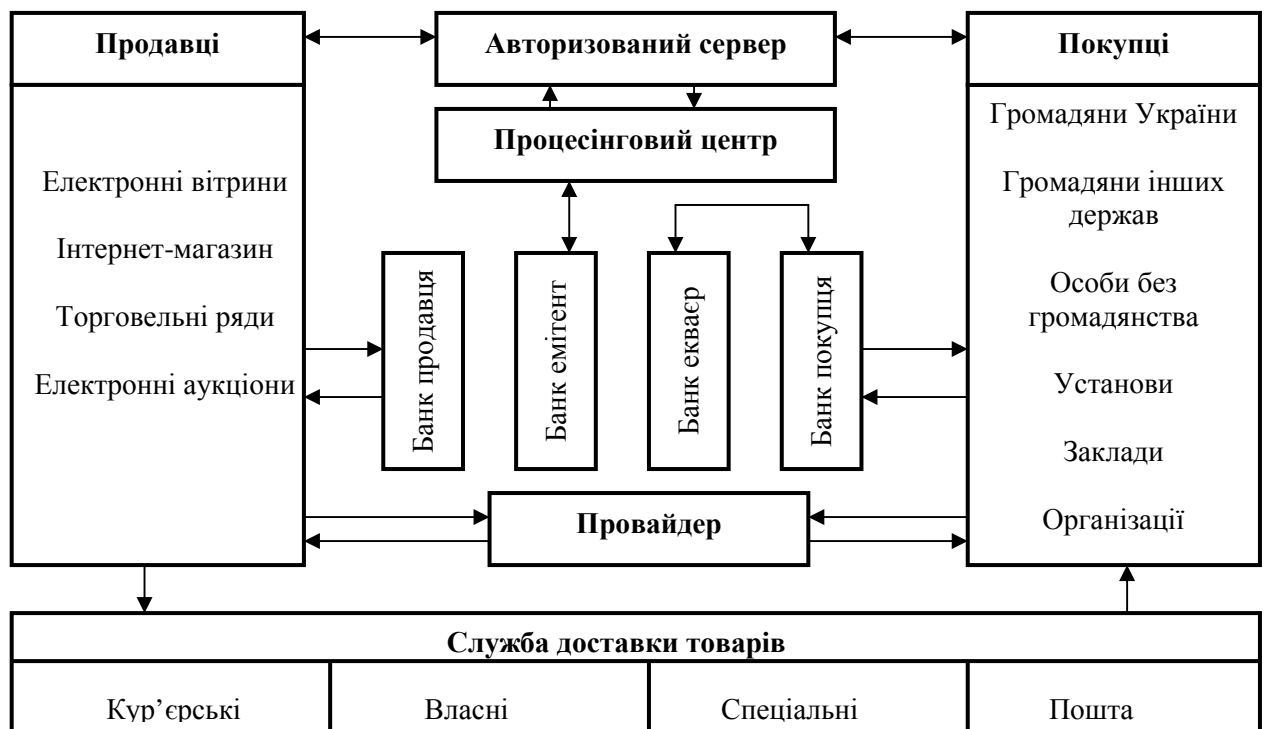 Продавці
Авторизований сервер
Покупці
Процесінговий центр
Електронні вітрини
Інтернет-магазин
Торговельні ряди
Електронні аукціони
Банк продавця
Банк емітент
Банк екваєр
Банк покупця
Громадяни України
Громадяни інших
держав
Особи без
громадянства
Установи
Заклади
Організації
Провайдер
Служба доставки товарів
Кур’єрські
Власні
Спеціальні
Пошта